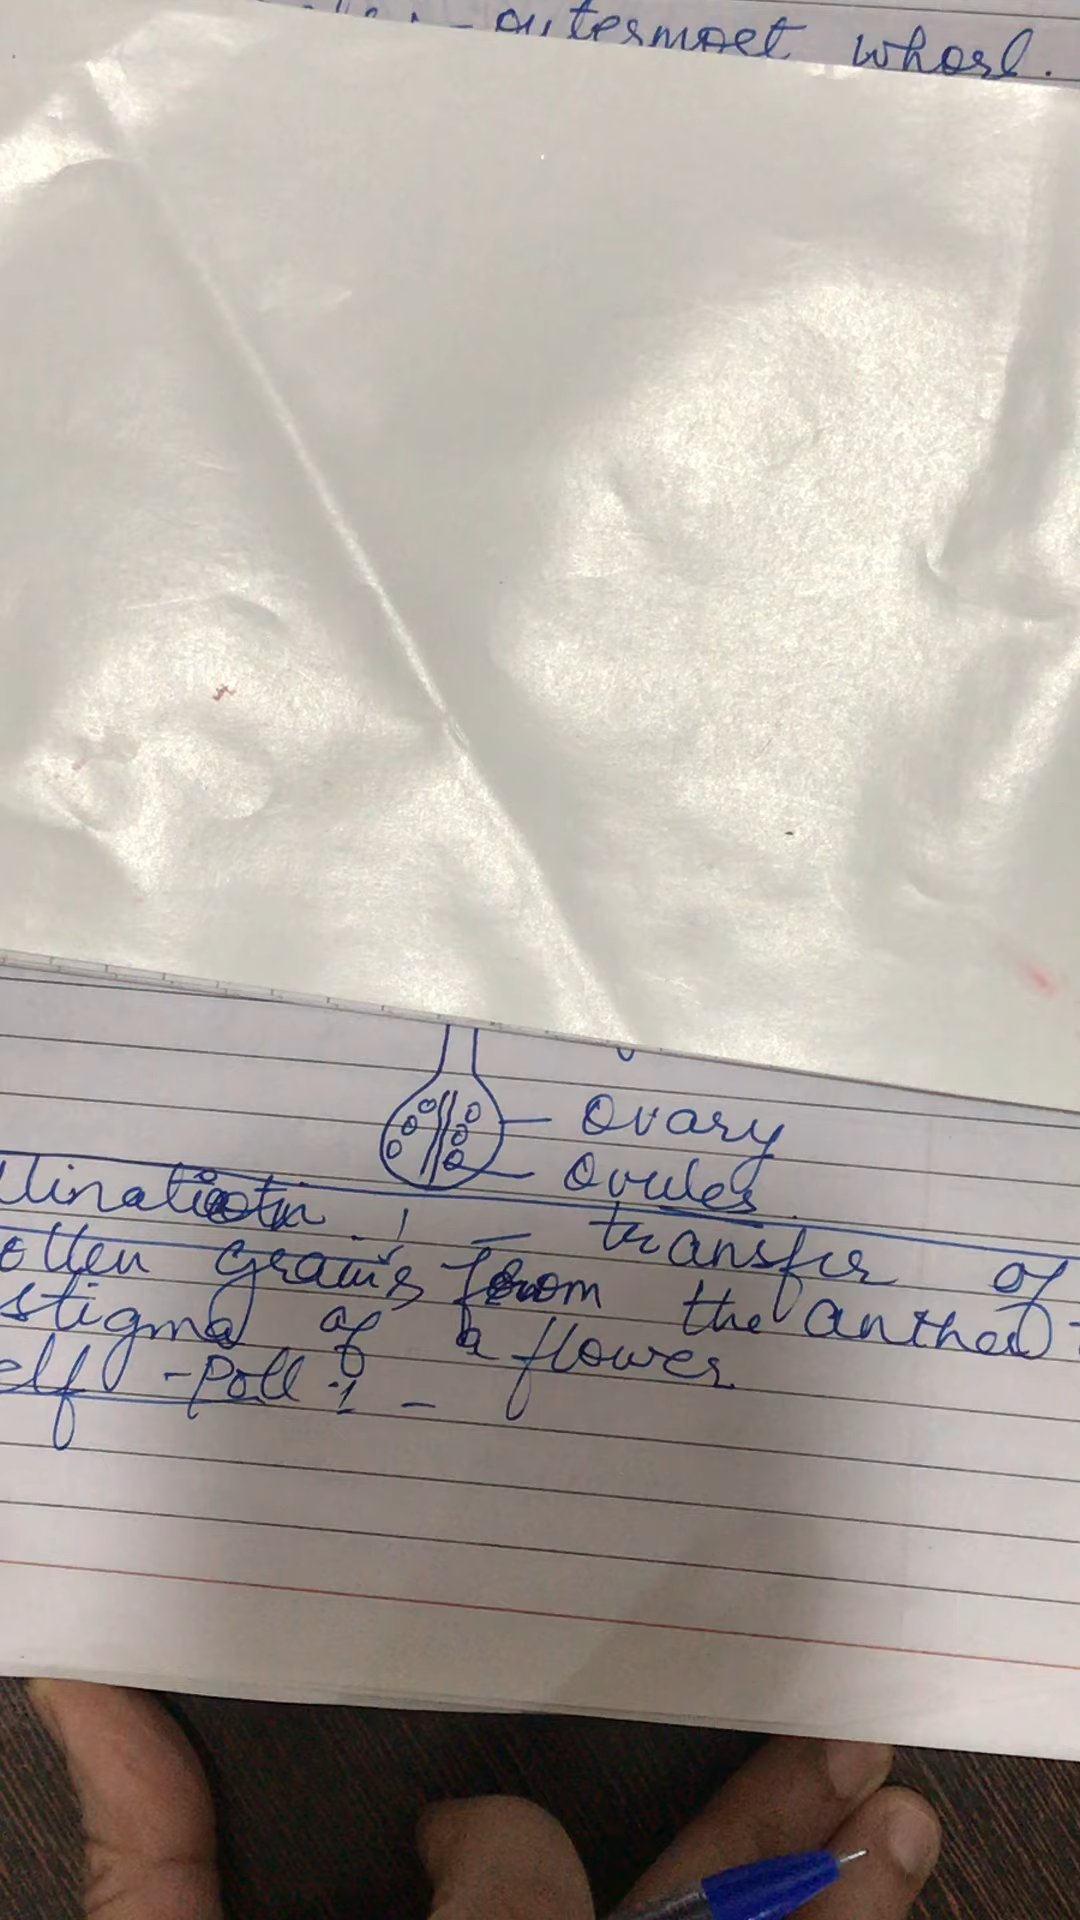 - outermost whorl.
Ovary
Ovules
llination : - transfer of
ollen grains from the anther
stigma of a flower
elf - Poll : -